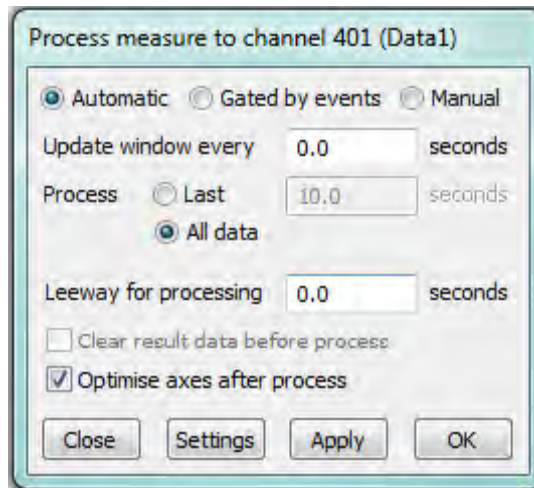 Process measure to channel 401 (Data1)
Automatic Gated by events Manual
Update window every 0.0 seconds
Process Last 10.0 seconds
All data
Leeway for processing 0.0 seconds
Clear result data before process
Optimise axes after process
Close Settings Apply OK